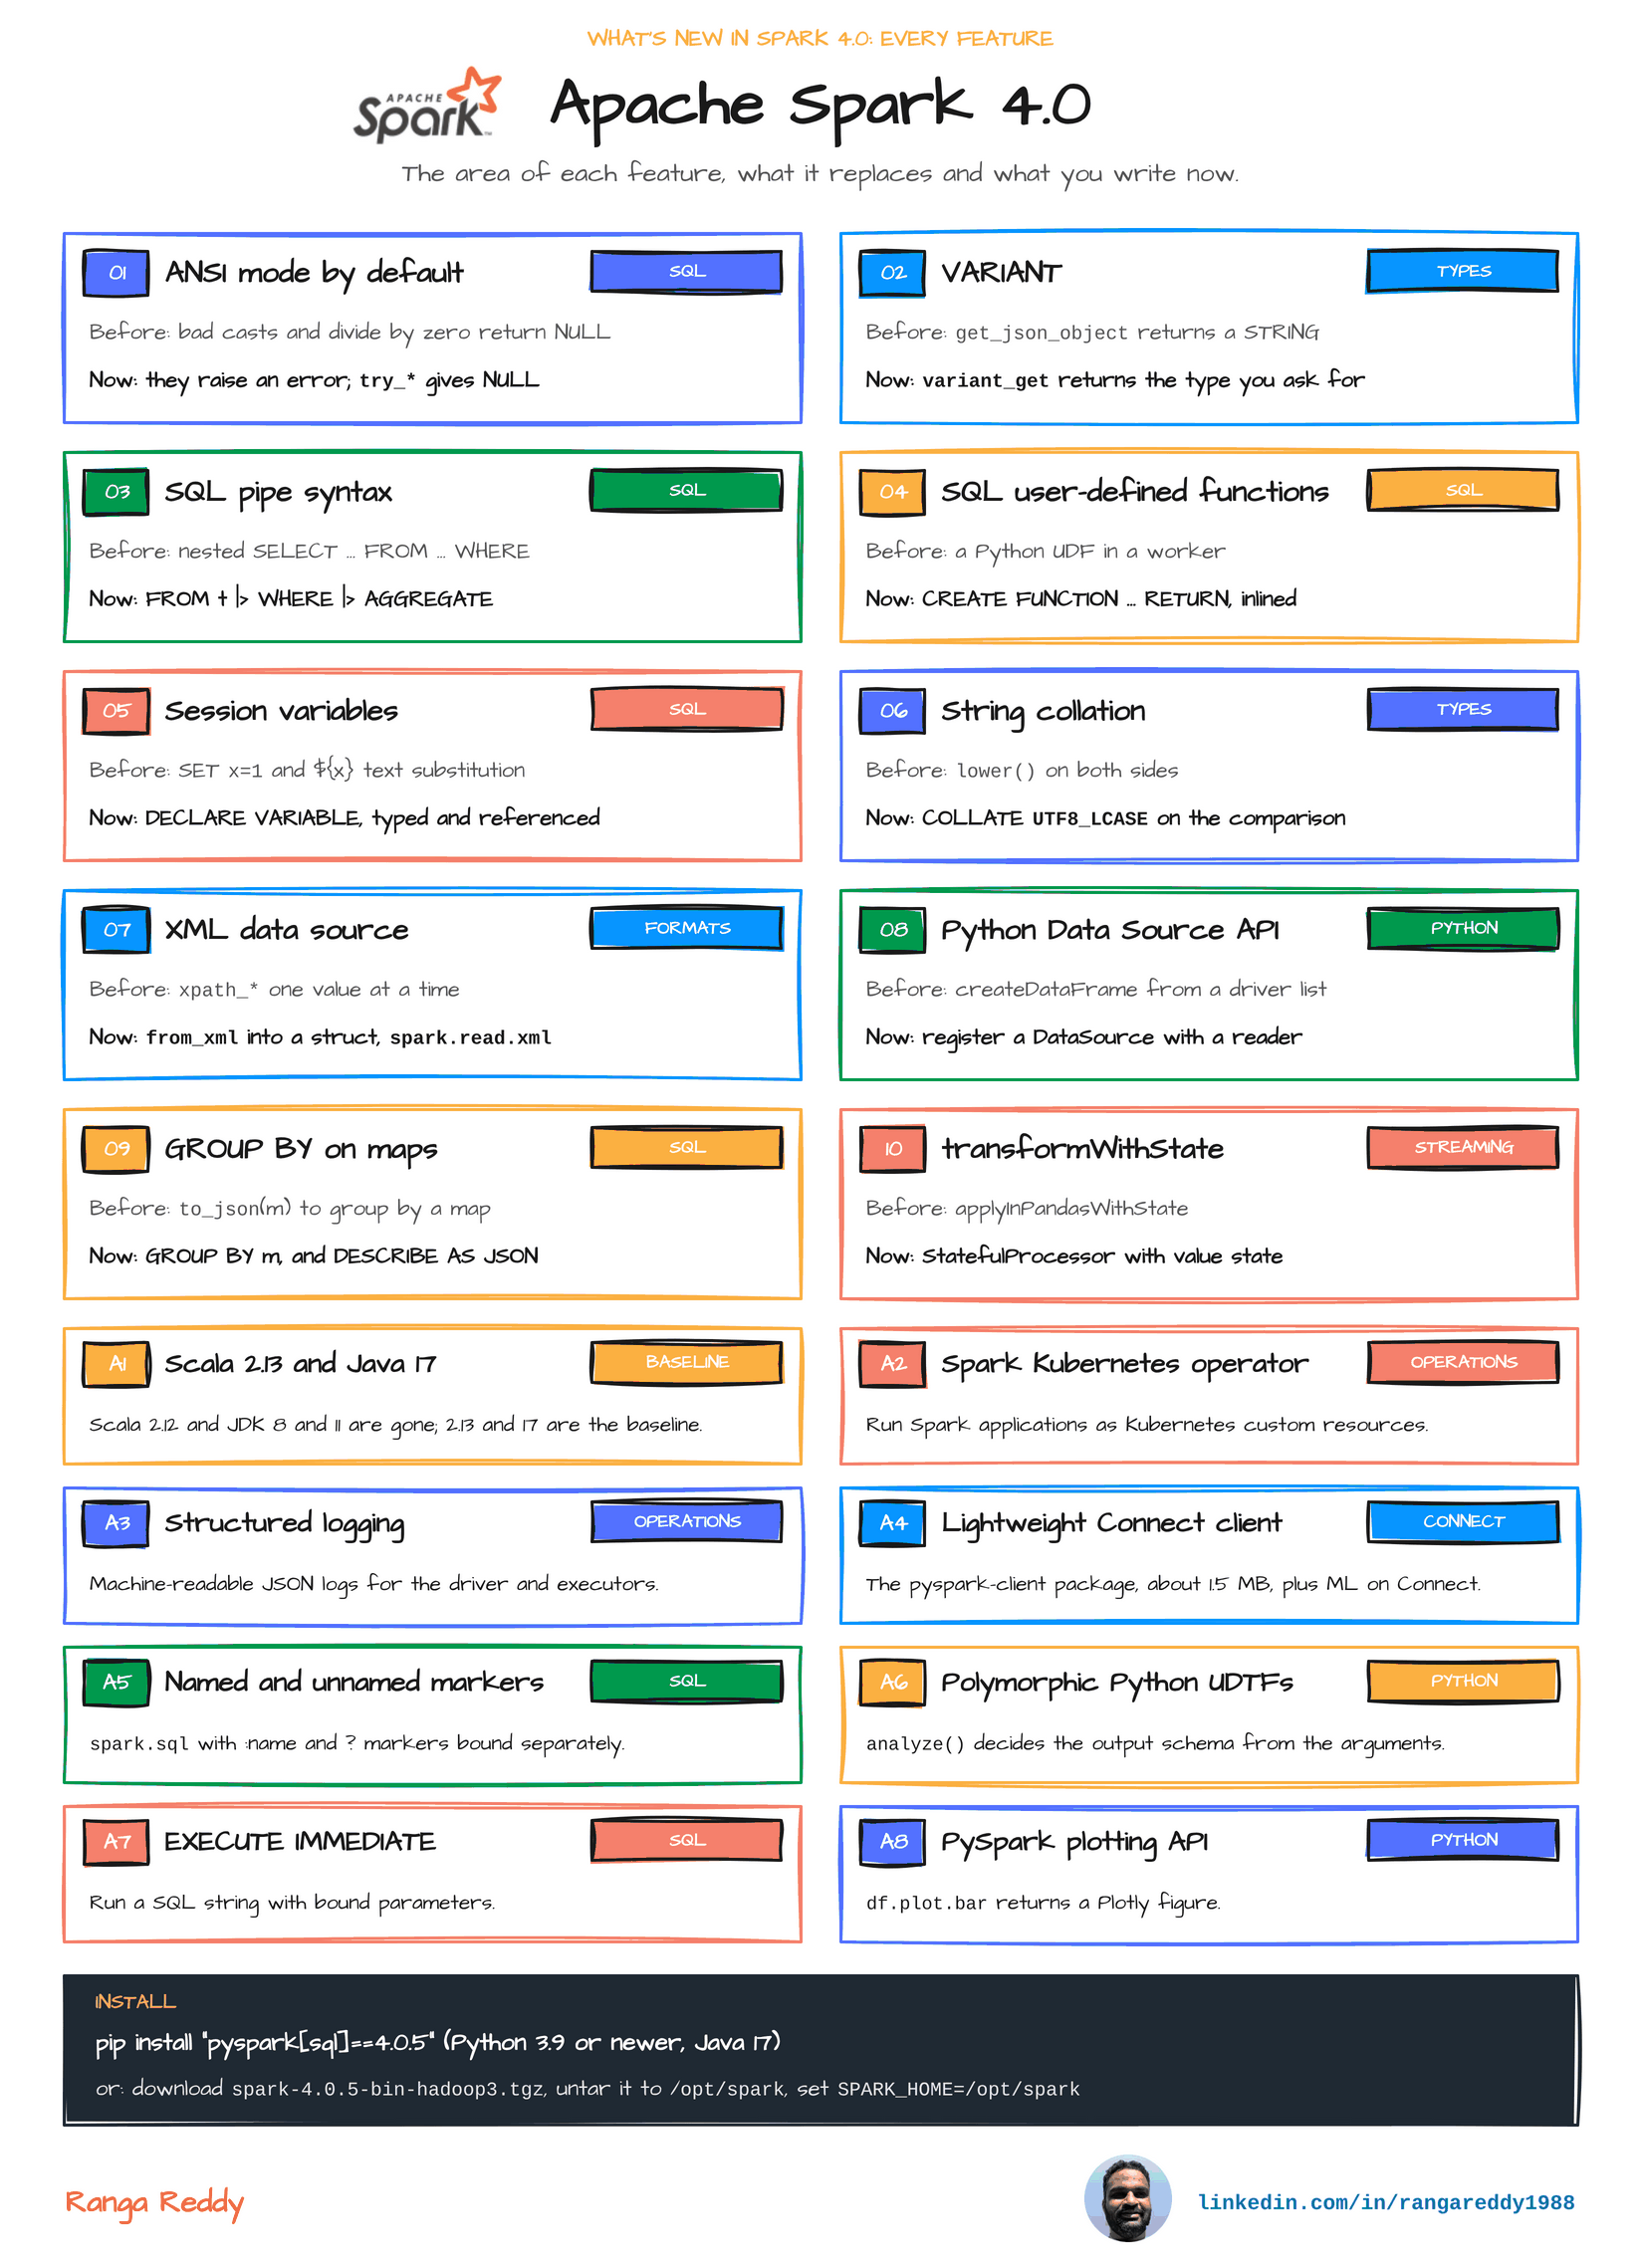 WHAT'S NEW IN SPARK 4.0: EVERY FEATURE
APACHE
Spark™
Apache Spark 4.0
The area of each feature, what it replaces and what you write now.
01 ANSI mode by default SQL
Before: bad casts and divide by zero return NULL
Now: they raise an error; try_* gives NULL
02 VARIANT TYPES
Before: get_json_object returns a STRING
Now: variant_get returns the type you ask for
03 SQL pipe syntax SQL
Before: nested SELECT ... FROM ... WHERE
Now: FROM t |> WHERE |> AGGREGATE
04 SQL user-defined functions SQL
Before: a Python UDF in a worker
Now: CREATE FUNCTION ... RETURN, inlined
05 Session variables SQL
Before: SET x=1 and ${x} text substitution
Now: DECLARE VARIABLE, typed and referenced
06 String collation TYPES
Before: lower() on both sides
Now: COLLATE UTF8_LCASE on the comparison
07 XML data source FORMATS
Before: xpath_* one value at a time
Now: from_xml into a struct, spark.read.xml
08 Python Data Source API PYTHON
Before: createDataFrame from a driver list
Now: register a DataSource with a reader
09 GROUP BY on maps SQL
Before: to_json(m) to group by a map
Now: GROUP BY m, and DESCRIBE AS JSON
10 transformWithState STREAMING
Before: applyInPandasWithState
Now: StatefulProcessor with value state
A1 Scala 2.13 and Java 17 BASELINE
Scala 2.12 and JDK 8 and 11 are gone; 2.13 and 17 are the baseline.
A2 Spark Kubernetes operator OPERATIONS
Run Spark applications as Kubernetes custom resources.
A3 Structured logging OPERATIONS
Machine-readable JSON logs for the driver and executors.
A4 Lightweight Connect client CONNECT
The pyspark-client package, about 1.5 MB, plus ML on Connect.
A5 Named and unnamed markers SQL
spark.sql with :name and ? markers bound separately.
A6 Polymorphic Python UDTFs PYTHON
analyze() decides the output schema from the arguments.
A7 EXECUTE IMMEDIATE SQL
Run a SQL string with bound parameters.
A8 PySpark plotting API PYTHON
df.plot.bar returns a Plotly figure.
INSTALL
pip install "pyspark[sql]==4.0.5" (Python 3.9 or newer, Java 17)
or: download spark-4.0.5-bin-hadoop3.tgz, untar it to /opt/spark, set SPARK_HOME=/opt/spark
Ranga Reddy
linkedin.com/in/rangareddy1988